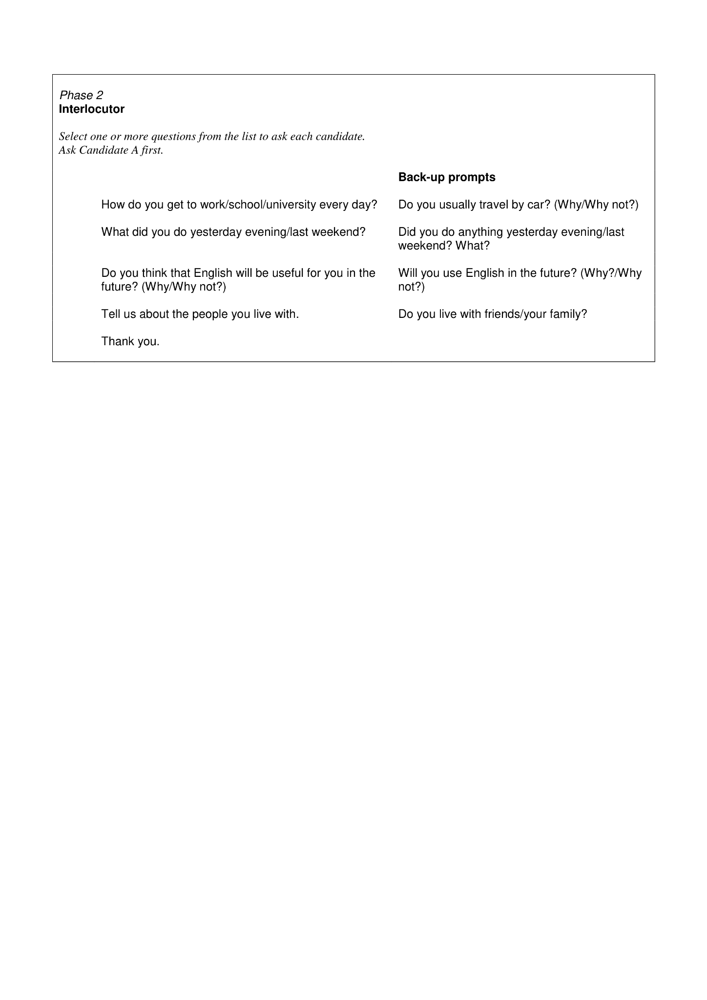 Phase 2
Interlocutor
Select one or more questions from the list to ask each candidate.
Ask Candidate A first.
Back-up prompts
How do you get to work/school/university every day? Do you usually travel by car? (Why/Why not?)
What did you do yesterday evening/last weekend? Did you do anything yesterday evening/last
weekend? What?
Do you think that English will be useful for you in the Will you use English in the future? (Why?/Why
future? (Why/Why not?) not?)
Tell us about the people you live with. Do you live with friends/your family?
Thank you.